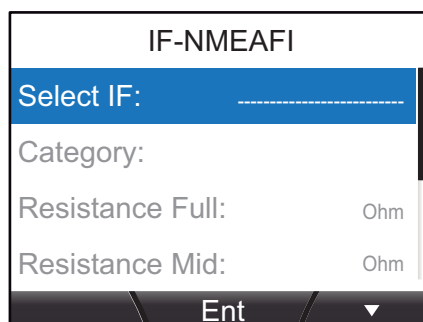 IF-NMEAFI
Select IF: --------------------------
Category:
Resistance Full: Ohm
Resistance Mid: Ohm
Ent ▼